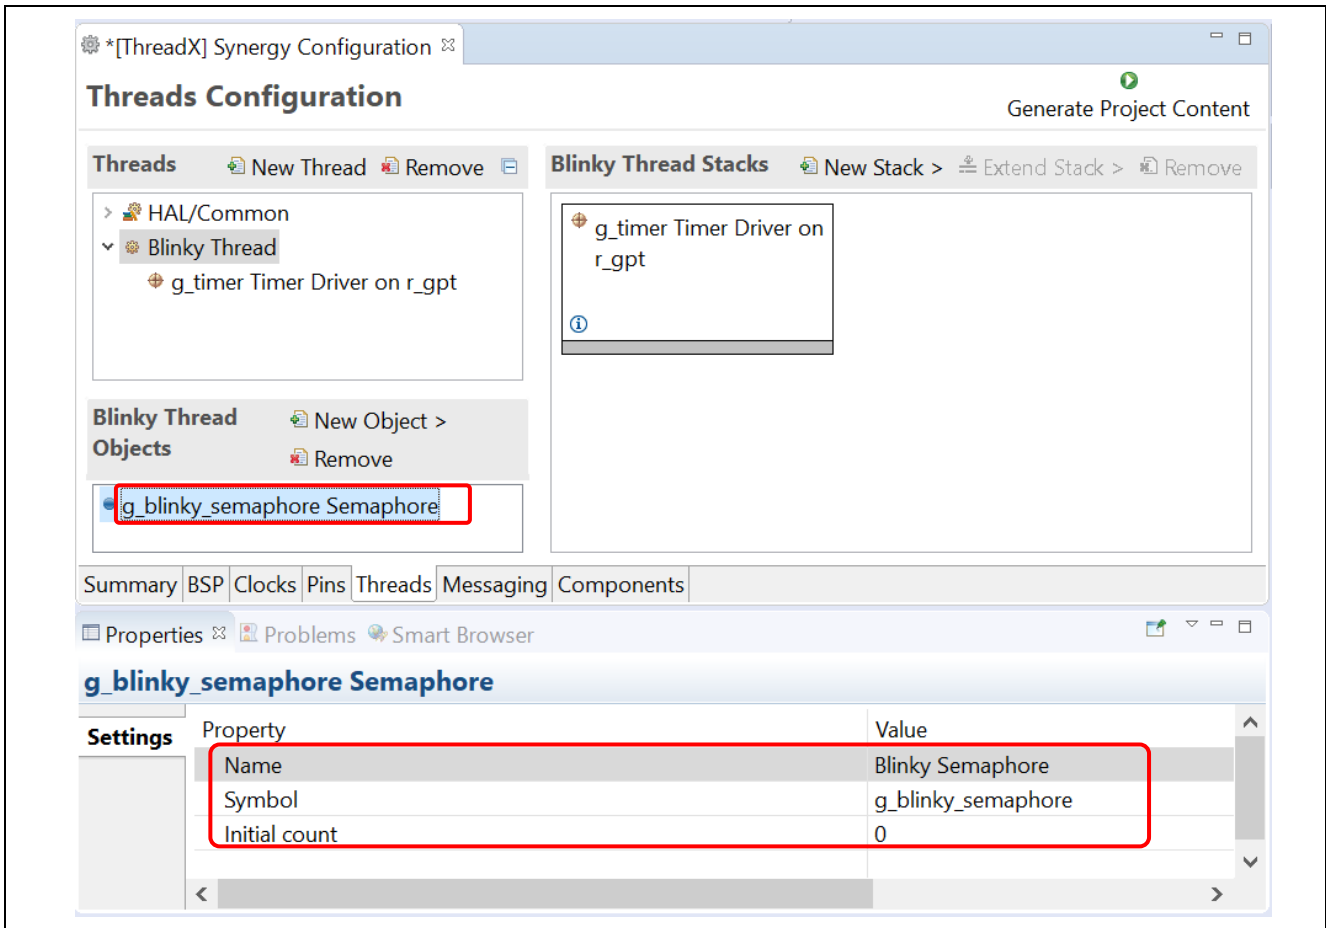 *[ThreadX] Synergy Configuration
Threads Configuration
Generate Project Content
Threads
New Thread
Remove
Blinky Thread Stacks
New Stack >
Extend Stack >
Remove
HAL/Common
Blinky Thread
g_timer Timer Driver on r_gpt
g_timer Timer Driver on
r_gpt
Blinky Thread
Objects
New Object >
Remove
g_blinky_semaphore Semaphore
Summary BSP Clocks Pins Threads Messaging Components
Properties Problems Smart Browser
g_blinky_semaphore Semaphore
Settings
Property Value
Name Blinky Semaphore
Symbol g_blinky_semaphore
Initial count 0